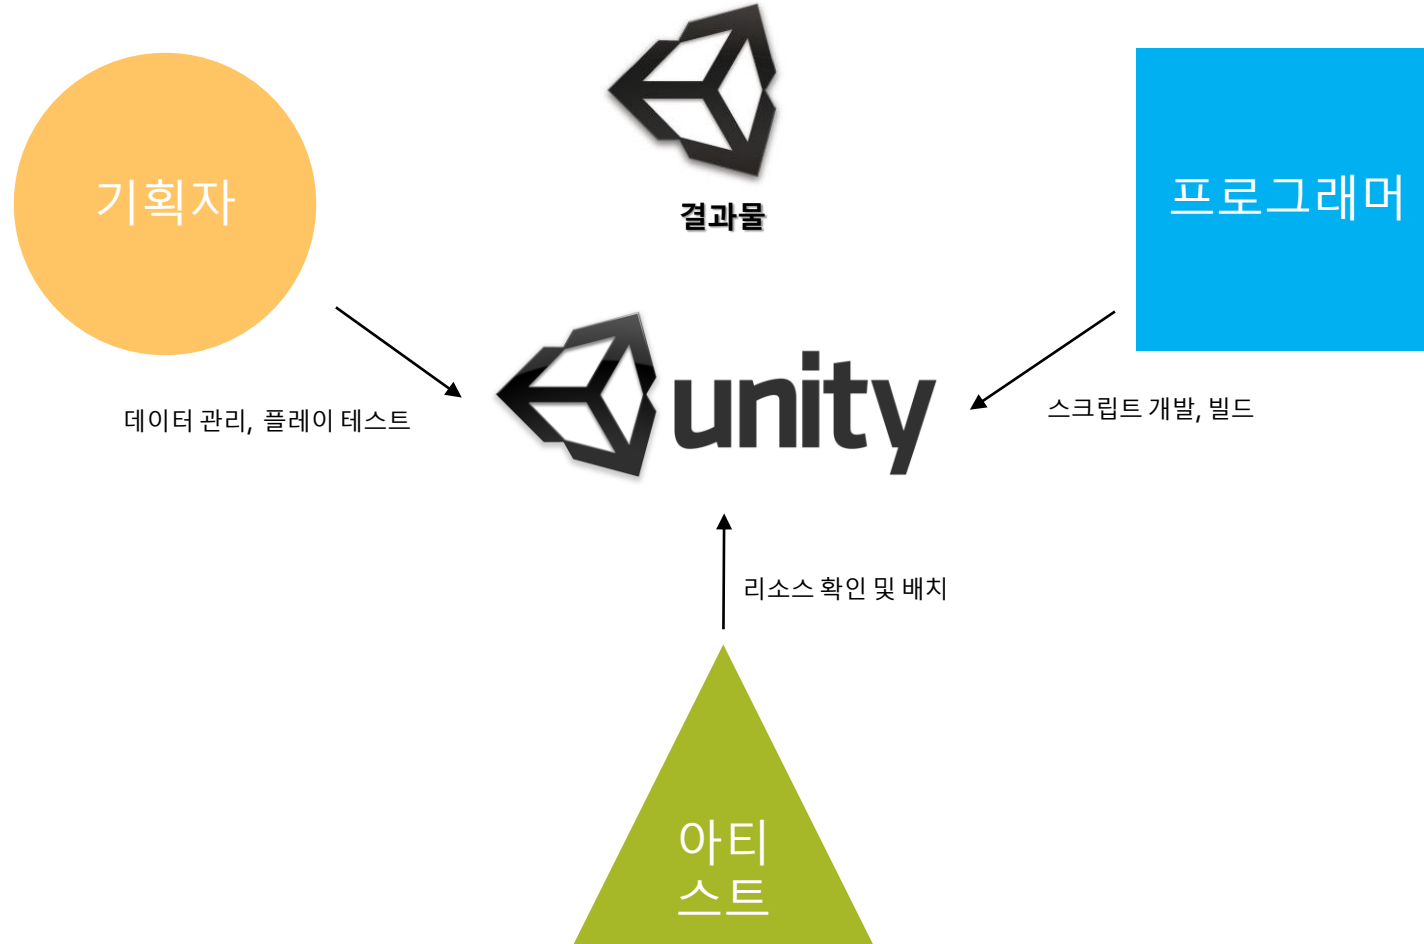 기획자
결과물
프로그래머
unity
데이터 관리, 플레이 테스트
스크립트 개발, 빌드
리소스 확인 및 배치
아티
스트